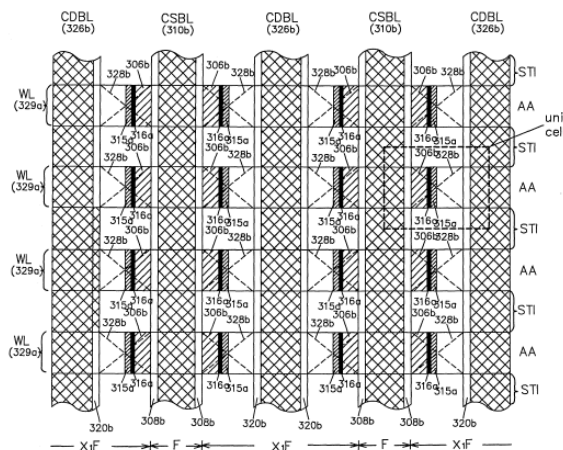 CDBL CSBL CDBL CSBL CDBL
(326b) (310b) (326b) (310b) (326b)
328b 306b 306b 328b 328b 306b 306b 328b STI
WL
(329a) AA
uni
cel
315a 316a 316a 315a 315a 316a 316a 315a STI
328b 306b 306b 328b 328b 306b 306b 328b
WL
(329a) AA
315a 316a 316a 315a 315a 316a 316a 315a STI
328b 306b 306b 328b 328b 306b 306b 328b
WL
(329a) AA
315a 316a 316a 315a 315a 316a 316a 315a STI
328b 306b 306b 328b 328b 306b 306b 328b
WL
(329a) AA
315a 316a 316a 315a 315a 316a 316a 315a STI
320b 308b 308b 320b 320b 308b 308b 320b
X₁F F X₁F F X₁F